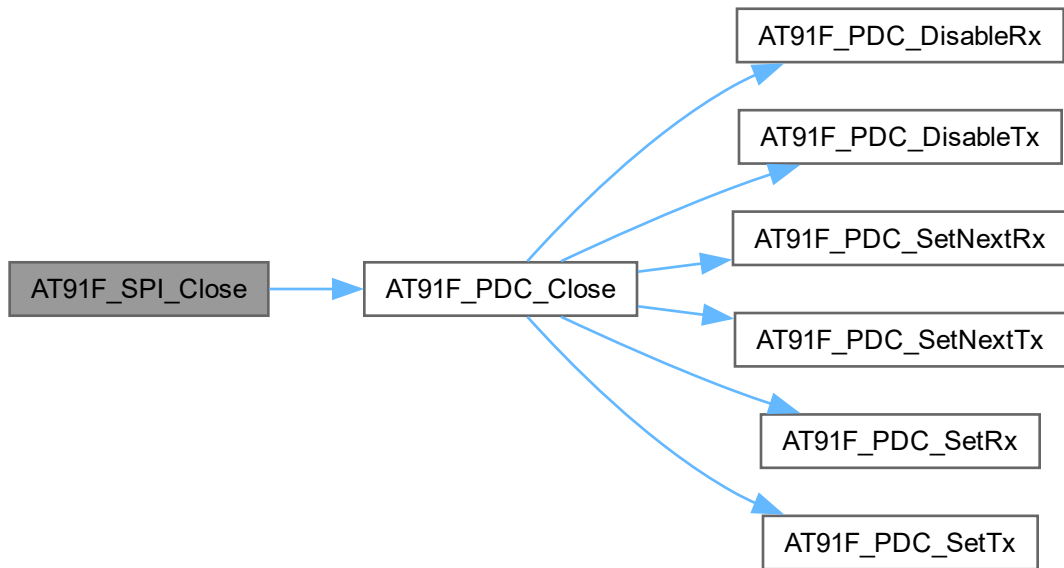 AT91F_SPI_Close
AT91F_PDC_Close
AT91F_PDC_DisableRx
AT91F_PDC_DisableTx
AT91F_PDC_SetNextRx
AT91F_PDC_SetNextTx
AT91F_PDC_SetRx
AT91F_PDC_SetTx